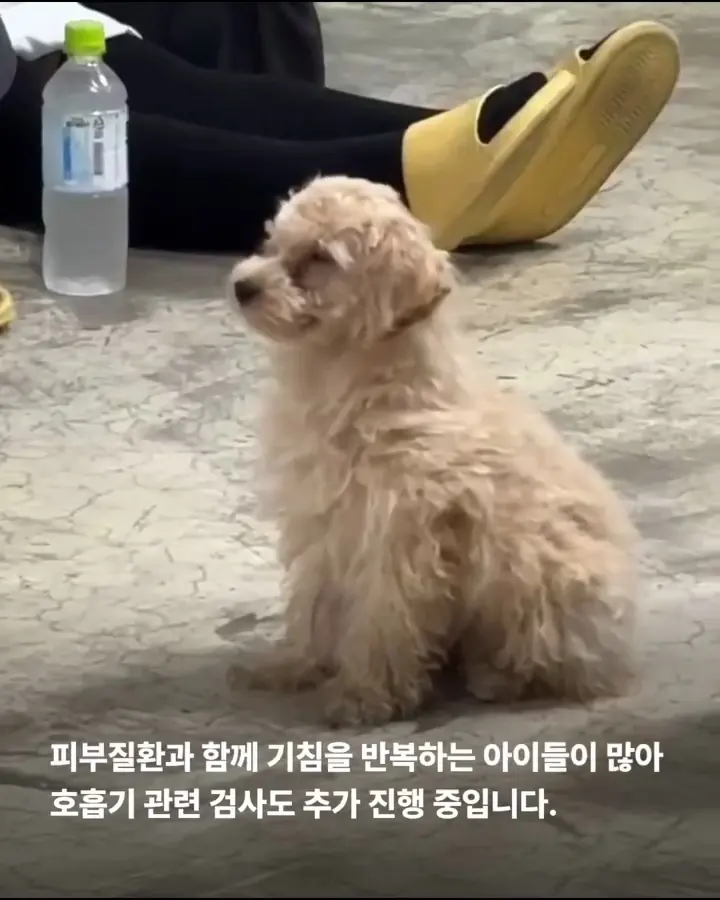 피부질환과 함께 기침을 반복하는 아이들이 많아
호흡기 관련 검사도 추가 진행 중입니다.